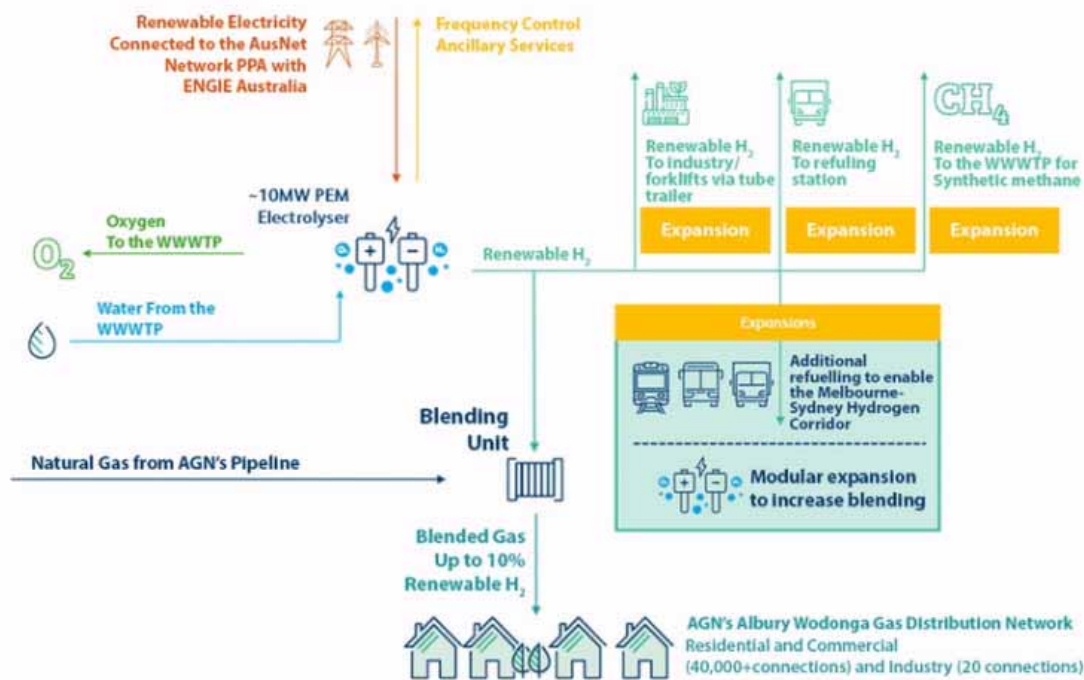 Renewable Electricity
Connected to the AusNet
Network PPA with
ENGIE Australia
Frequency Control
Ancillary Services
~10MW PEM
Electrolyser
Oxygen
To the WWWTP
O₂
Water From the
WWWTP
+ −
Renewable H₂
CH₄
Renewable H₂
To industry/
forklifts via tube
trailer
Expansion
Renewable H₂
To refuling
station
Expansion
Renewable H₂
To the WWWTP for
Synthetic methane
Expansion
Expansions
Additional
refuelling to enable
the Melbourne-
Sydney Hydrogen
Corridor
+ −
Modular expansion
to increase blending
Blending
Unit
Natural Gas from AGN's Pipeline
Blended Gas
Up to 10%
Renewable H₂
AGN's Albury Wodonga Gas Distribution Network
Residential and Commercial
(40,000+connections) and Industry (20 connections)